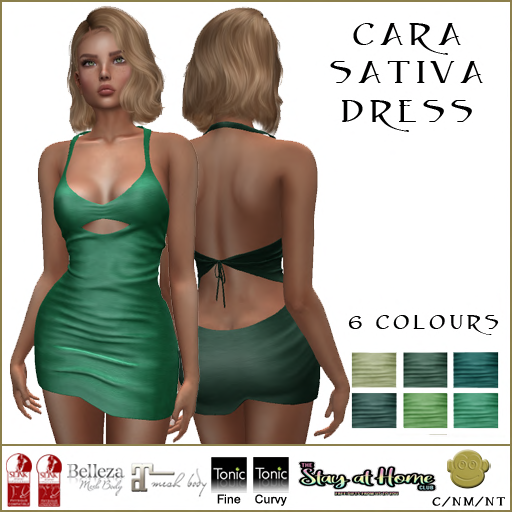 CARA
SATIVA
DRESS
6 COLOURS
Belleza
Mesh Body
mesh body
Tonic
Fine
Tonic
Curvy
THE
Stay at Home
CLUB
C/NM/NT